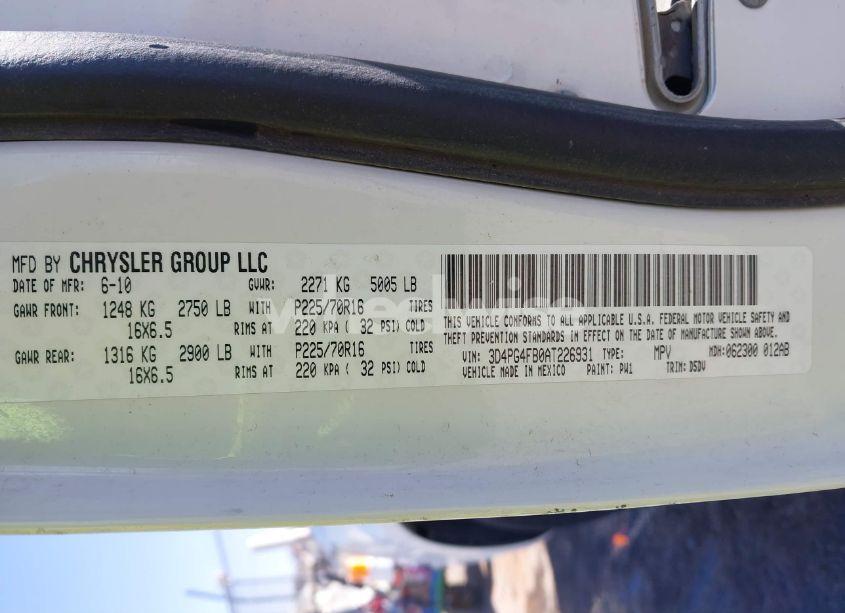 MFD BY CHRYSLER GROUP LLC
DATE OF MFR: 6-10 GVWR: 2271 KG 5005 LB
GAWR FRONT: 1248 KG 2750 LB WITH P225/70R16 TIRES
16X6.5 RIMS AT 220 KPA ( 32 PSI) COLD
GAWR REAR: 1316 KG 2900 LB WITH P225/70R16 TIRES
16X6.5 RIMS AT 220 KPA ( 32 PSI) COLD
THIS VEHICLE CONFORMS TO ALL APPLICABLE U.S.A. FEDERAL MOTOR VEHICLE SAFETY AND
THEFT PREVENTION STANDARDS IN EFFECT ON THE DATE OF MANUFACTURE SHOWN ABOVE.
VIN: 3D4PG4FB0AT226931 TYPE: MPV MDH:062300 012AB
VEHICLE MADE IN MEXICO PAINT: PW1 TRIM: D5DV